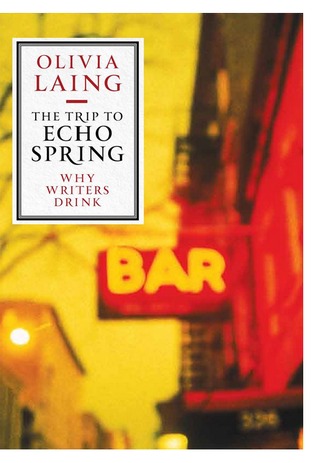 OLIVIA
LAING
THE TRIP TO
ECHO
SPRING
WHY
WRITERS
DRINK
BAR